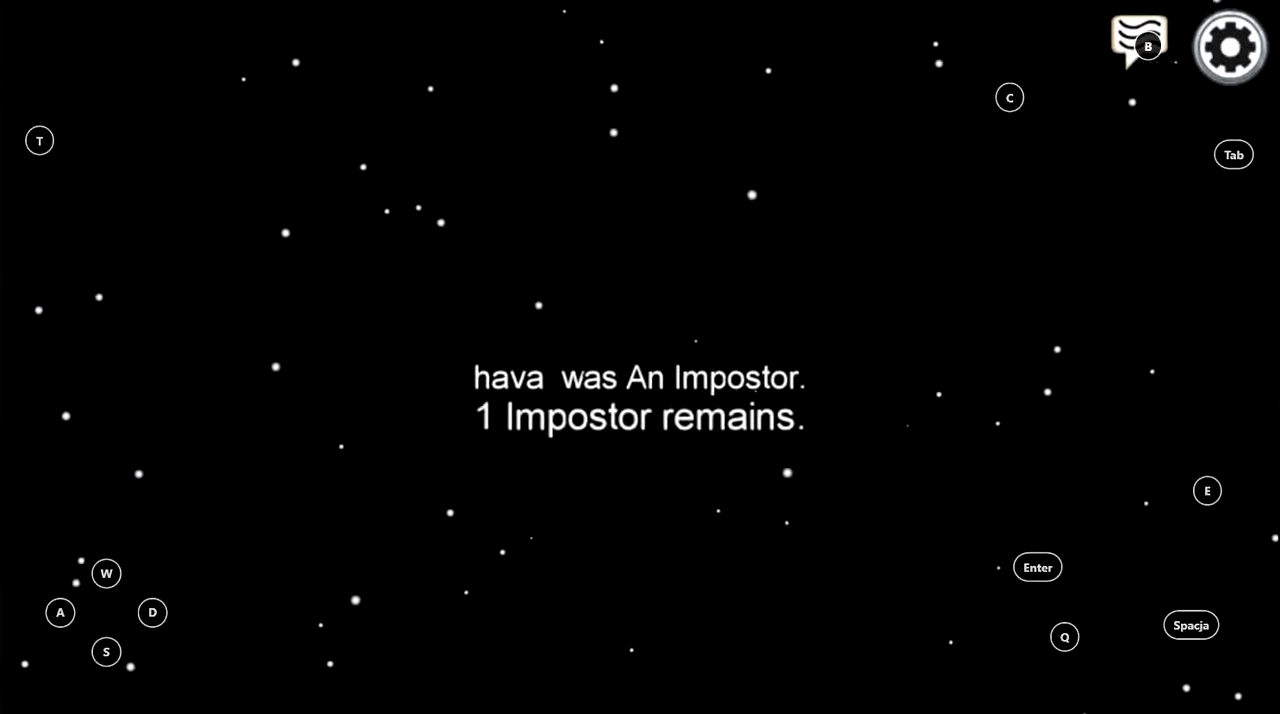 B
C
T
Tab
hava was An Impostor.
1 Impostor remains.
E
W
Enter
A
D
Spacja
Q
S